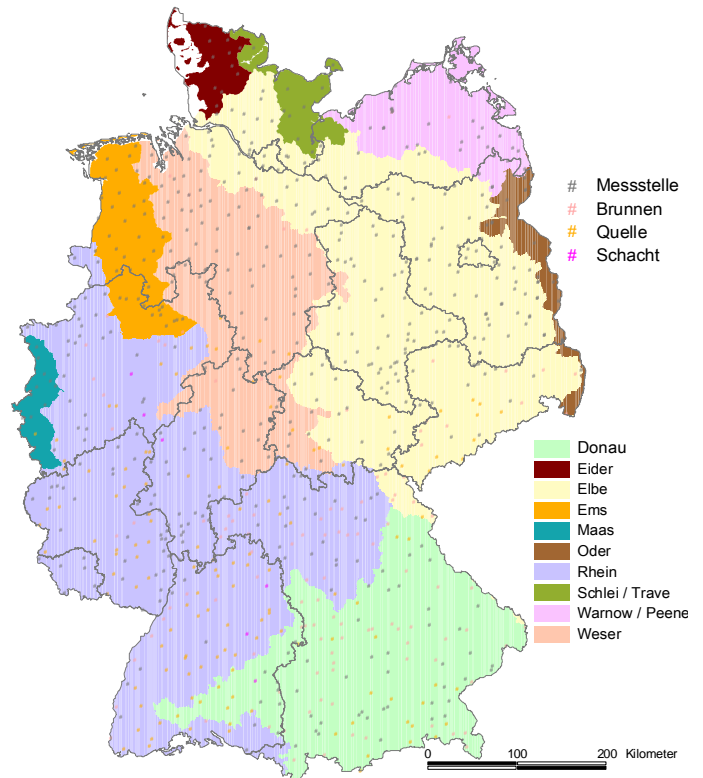 # Messstelle
# Brunnen
# Quelle
# Schacht
Donau
Eider
Elbe
Ems
Maas
Oder
Rhein
Schlei / Trave
Warnow / Peene
Weser
0 100 200 Kilometer